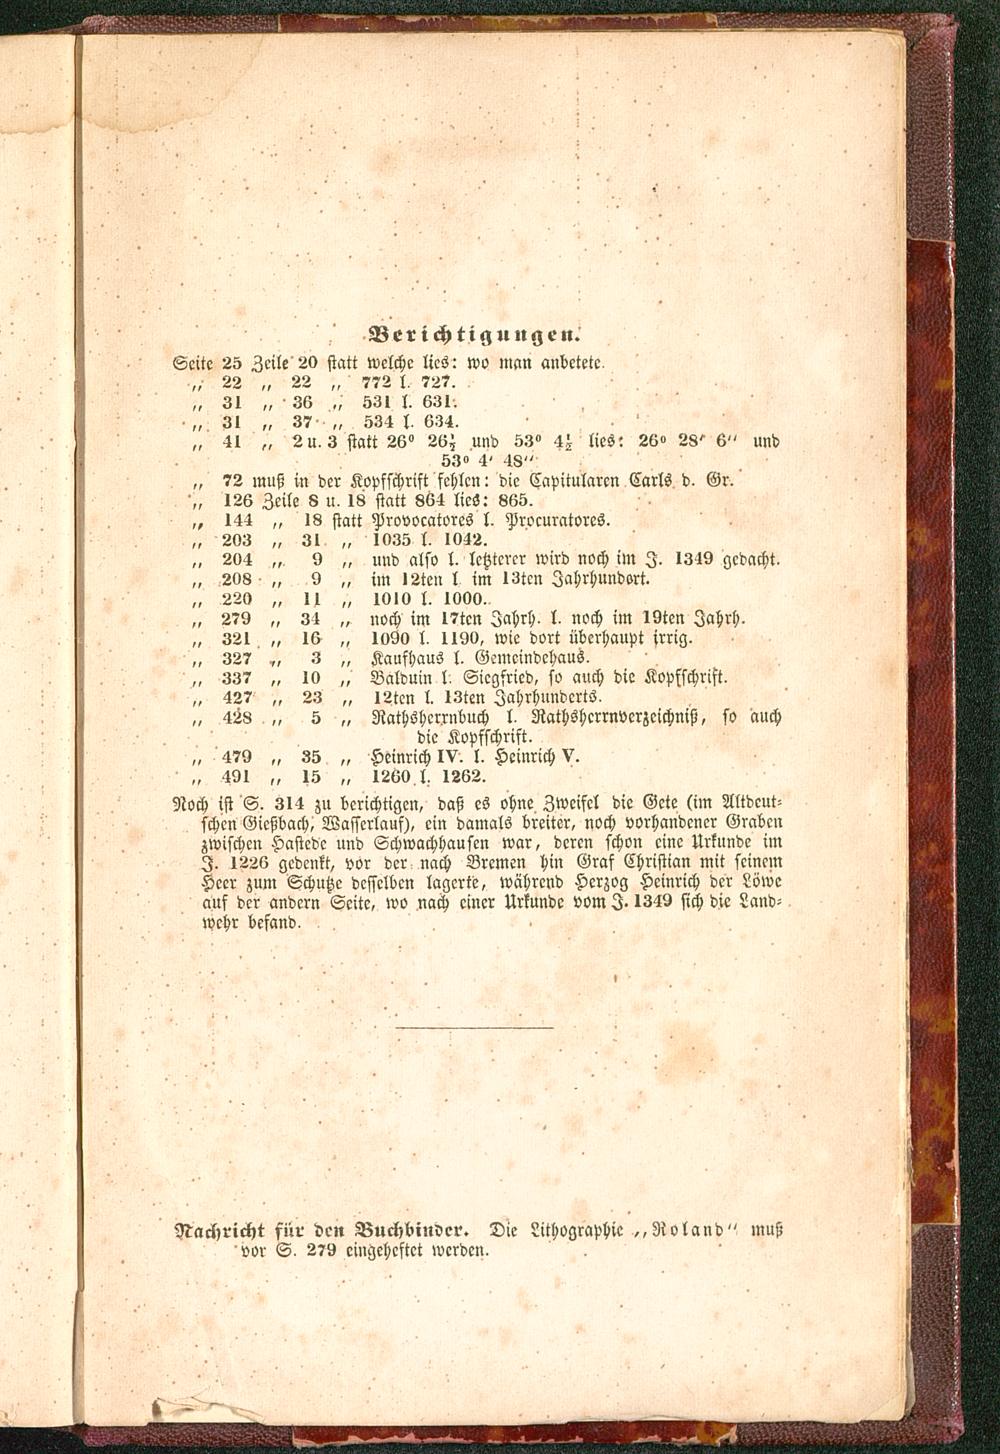 Berichtigungen.
Seite 25 Zeile 20 statt welche lies: wo man anbetete.
„ 22 „ 22 „ 772 l. 727.
„ 31 „ 36 „ 531 l. 631.
„ 31 „ 37 „ 534 l. 634.
„ 41 „ 2 u. 3 statt 26⁰ 26½ und 53⁰ 4½ lies: 26⁰ 28′ 6″ und
53⁰ 4′ 48″
„ 72 muß in der Kopfschrift fehlen: die Capitularen Carls d. Gr.
„ 126 Zeile 8 u. 18 statt 864 lies: 865.
„ 144 „ 18 statt Provocatores l. Procuratores.
„ 203 „ 31 „ 1035 l. 1042.
„ 204 „ 9 „ und also l. letzterer wird noch im J. 1349 gedacht.
„ 208 „ 9 „ im 12ten l. im 13ten Jahrhundert.
„ 220 „ 11 „ 1010 l. 1000.
„ 279 „ 34 „ noch im 17ten Jahrh. l. noch im 19ten Jahrh.
„ 321 „ 16 „ 1090 l. 1190, wie dort überhaupt irrig.
„ 327 „ 3 „ Kaufhaus l. Gemeindehaus.
„ 337 „ 10 „ Balduin l. Siegfried, so auch die Kopfschrift.
„ 427 „ 23 „ 12ten l. 13ten Jahrhunderts.
„ 428 „ 5 „ Rathsherrnbuch l. Rathsherrnverzeichniß, so auch
die Kopfschrift.
„ 479 „ 35 „ Heinrich IV. l. Heinrich V.
„ 491 „ 15 „ 1260 l. 1262.
Noch ist S. 314 zu berichtigen, daß es ohne Zweifel die Gete (im Altdeut-
schen Gießbach, Wasserlauf), ein damals breiter, noch vorhandener Graben
zwischen Hastede und Schwachhausen war, deren schon eine Urkunde im
J. 1226 gedenkt, vor der nach Bremen hin Graf Christian mit seinem
Heer zum Schutze desselben lagerte, während Herzog Heinrich der Löwe
auf der andern Seite, wo nach einer Urkunde vom J. 1349 sich die Land-
wehr befand.
Nachricht für den Buchbinder. Die Lithographie „Roland“ muß
vor S. 279 eingeheftet werden.